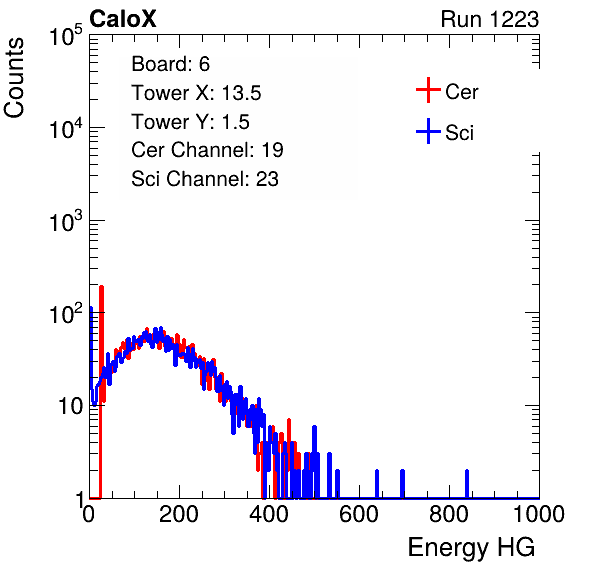 CaloX Run 1223
Counts
10^5
10^4
10^3
10^2
10
1
Board: 6
Tower X: 13.5
Tower Y: 1.5
Cer Channel: 19
Sci Channel: 23
Cer
Sci
0 200 400 600 800 1000
Energy HG